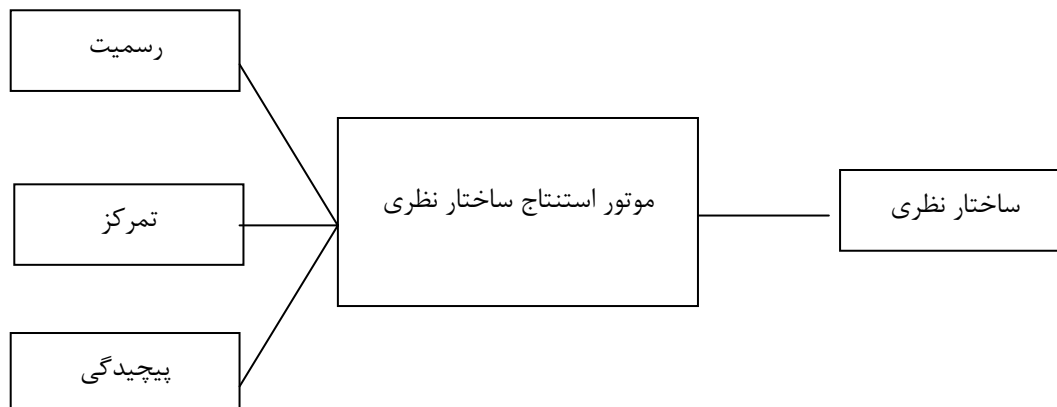 رسمیت
تمرکز
پیچیدگی
موتور استنتاج ساختار نظری
ساختار نظری